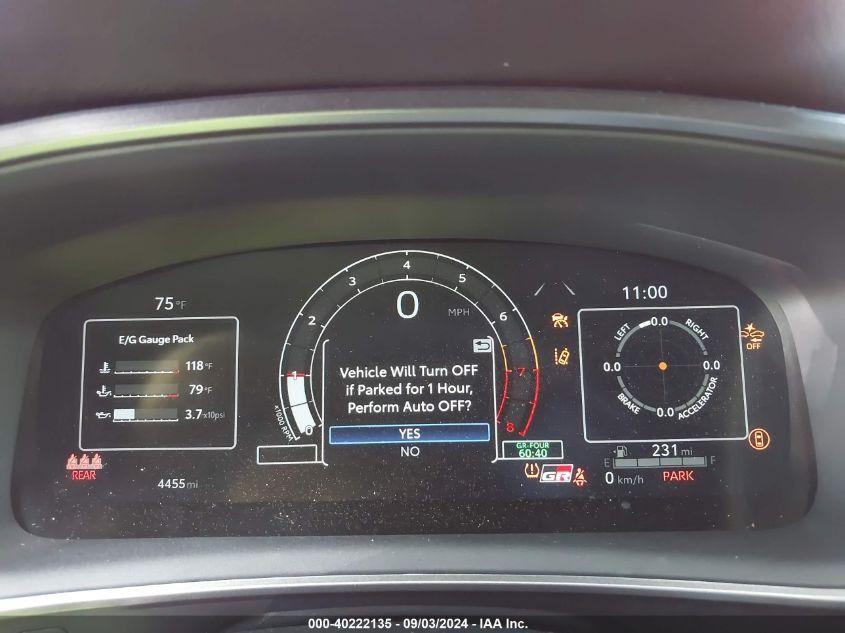 75°F
E/G Gauge Pack
118°F
79°F
3.7x10psi
REAR
4455mi
0 1 2 3 4 5 6 7 8
x1000 RPM
0 MPH
Vehicle Will Turn OFF
if Parked for 1 Hour,
Perform Auto OFF?
YES
NO
GR-FOUR
60:40
GR
11:00
LEFT 0.0 RIGHT
0.0 0.0
BRAKE 0.0 ACCELERATOR
OFF
231mi
E F
0 km/h PARK
000-40222135 - 09/03/2024 - IAA Inc.